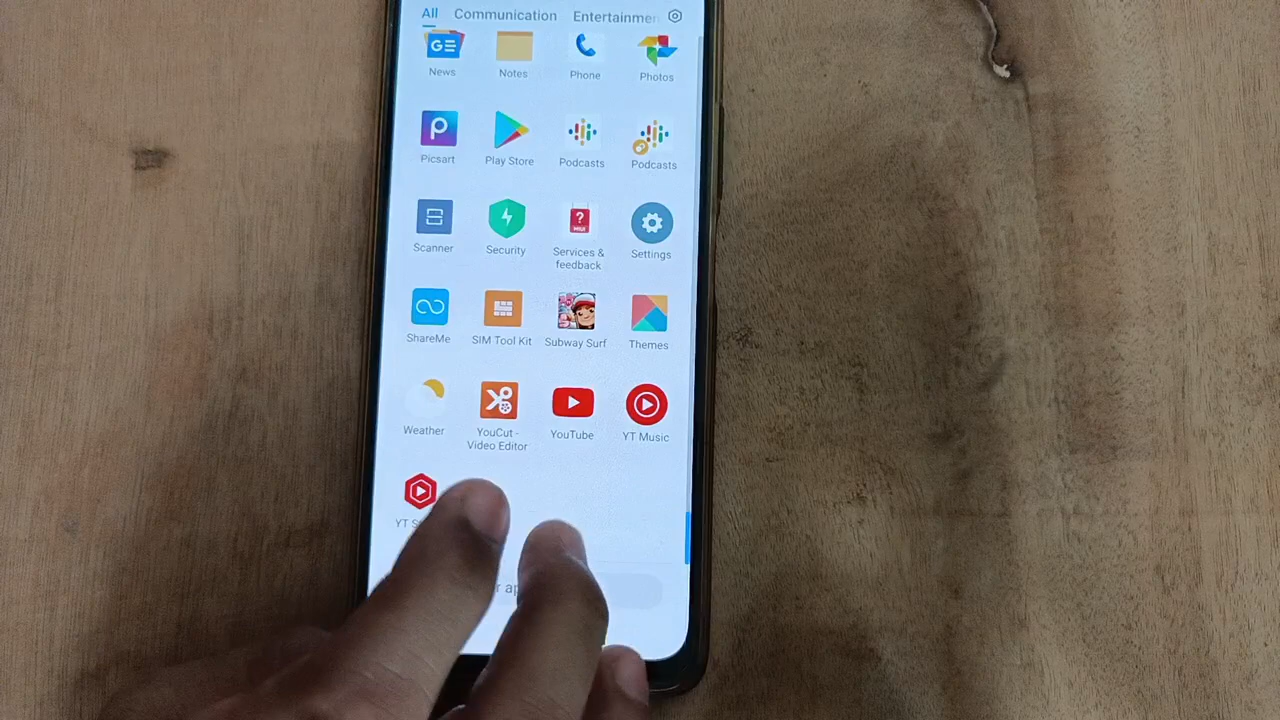 All Communication Entertainmen
News Notes Phone Photos
Picsart Play Store Podcasts Podcasts
Scanner Security Services &
feedback Settings
ShareMe SIM Tool Kit Subway Surf Themes
Weather YouCut -
Video Editor YouTube YT Music
YT